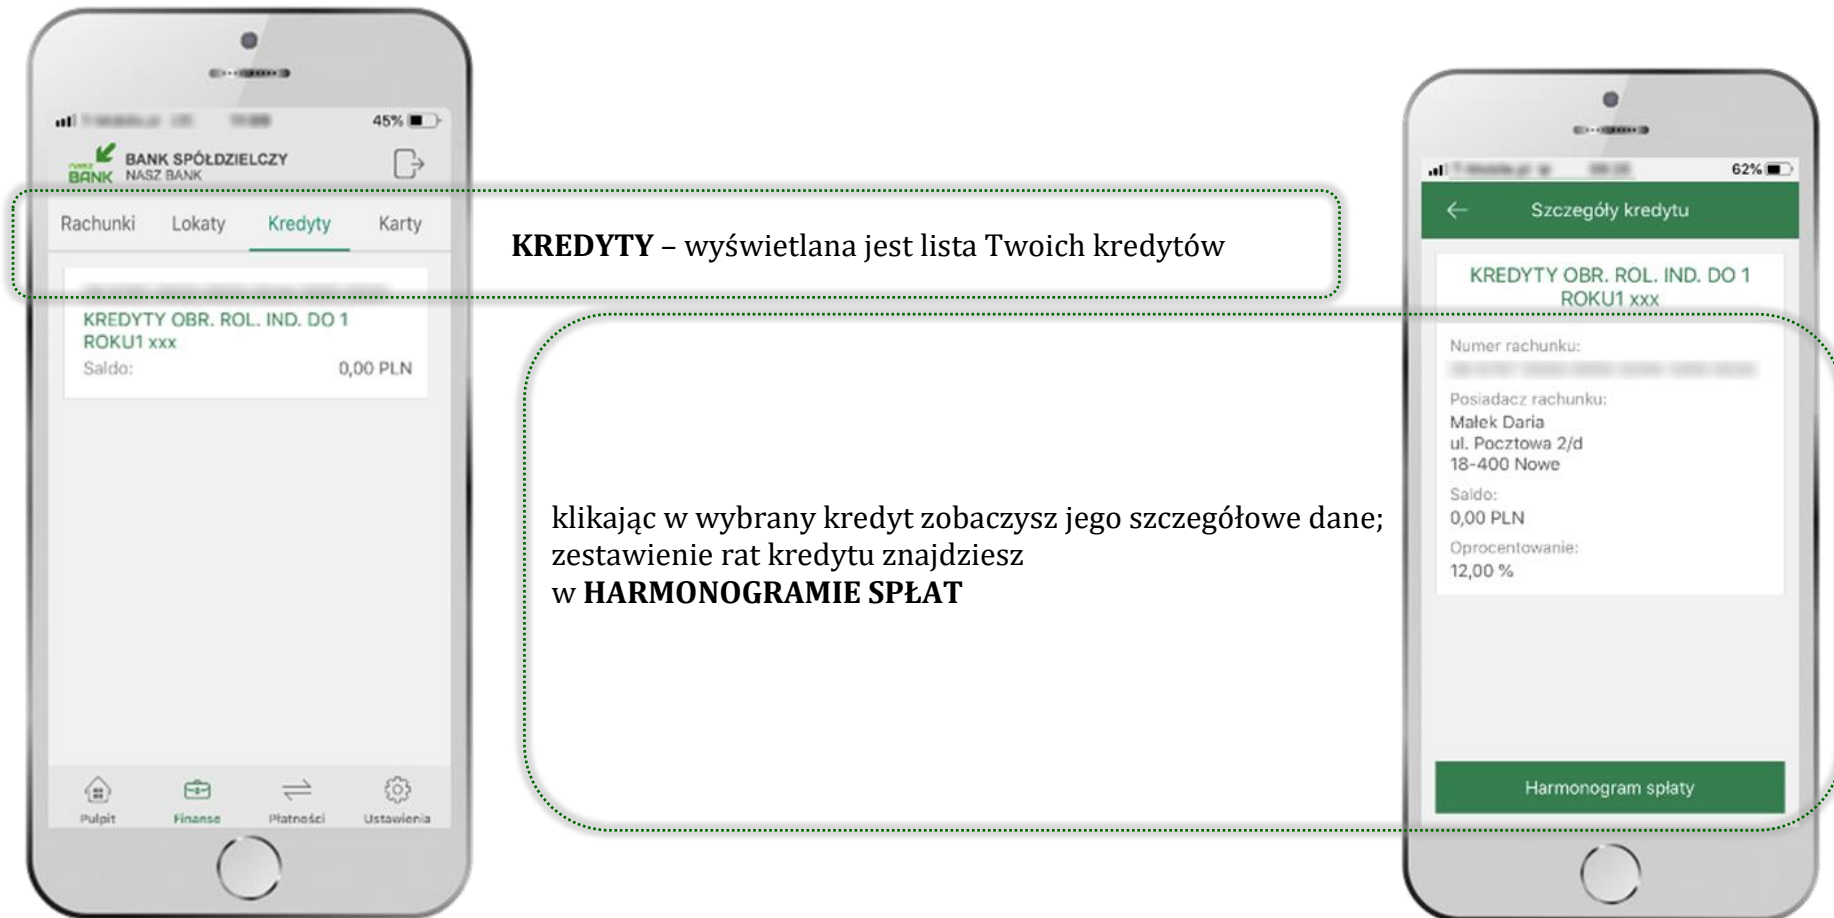 45%
nasz
BANK
BANK SPÓŁDZIELCZY
NASZ BANK
Rachunki Lokaty Kredyty Karty
KREDYTY OBR. ROL. IND. DO 1
ROKU1 xxx
Saldo: 0,00 PLN
Pulpit Finanse Płatności Ustawienia
KREDYTY – wyświetlana jest lista Twoich kredytów
klikając w wybrany kredyt zobaczysz jego szczegółowe dane;
zestawienie rat kredytu znajdziesz
w HARMONOGRAMIE SPŁAT
62%
Szczegóły kredytu
KREDYTY OBR. ROL. IND. DO 1
ROKU1 xxx
Numer rachunku:
Posiadacz rachunku:
Małek Daria
ul. Pocztowa 2/d
18-400 Nowe
Saldo:
0,00 PLN
Oprocentowanie:
12,00 %
Harmonogram spłaty